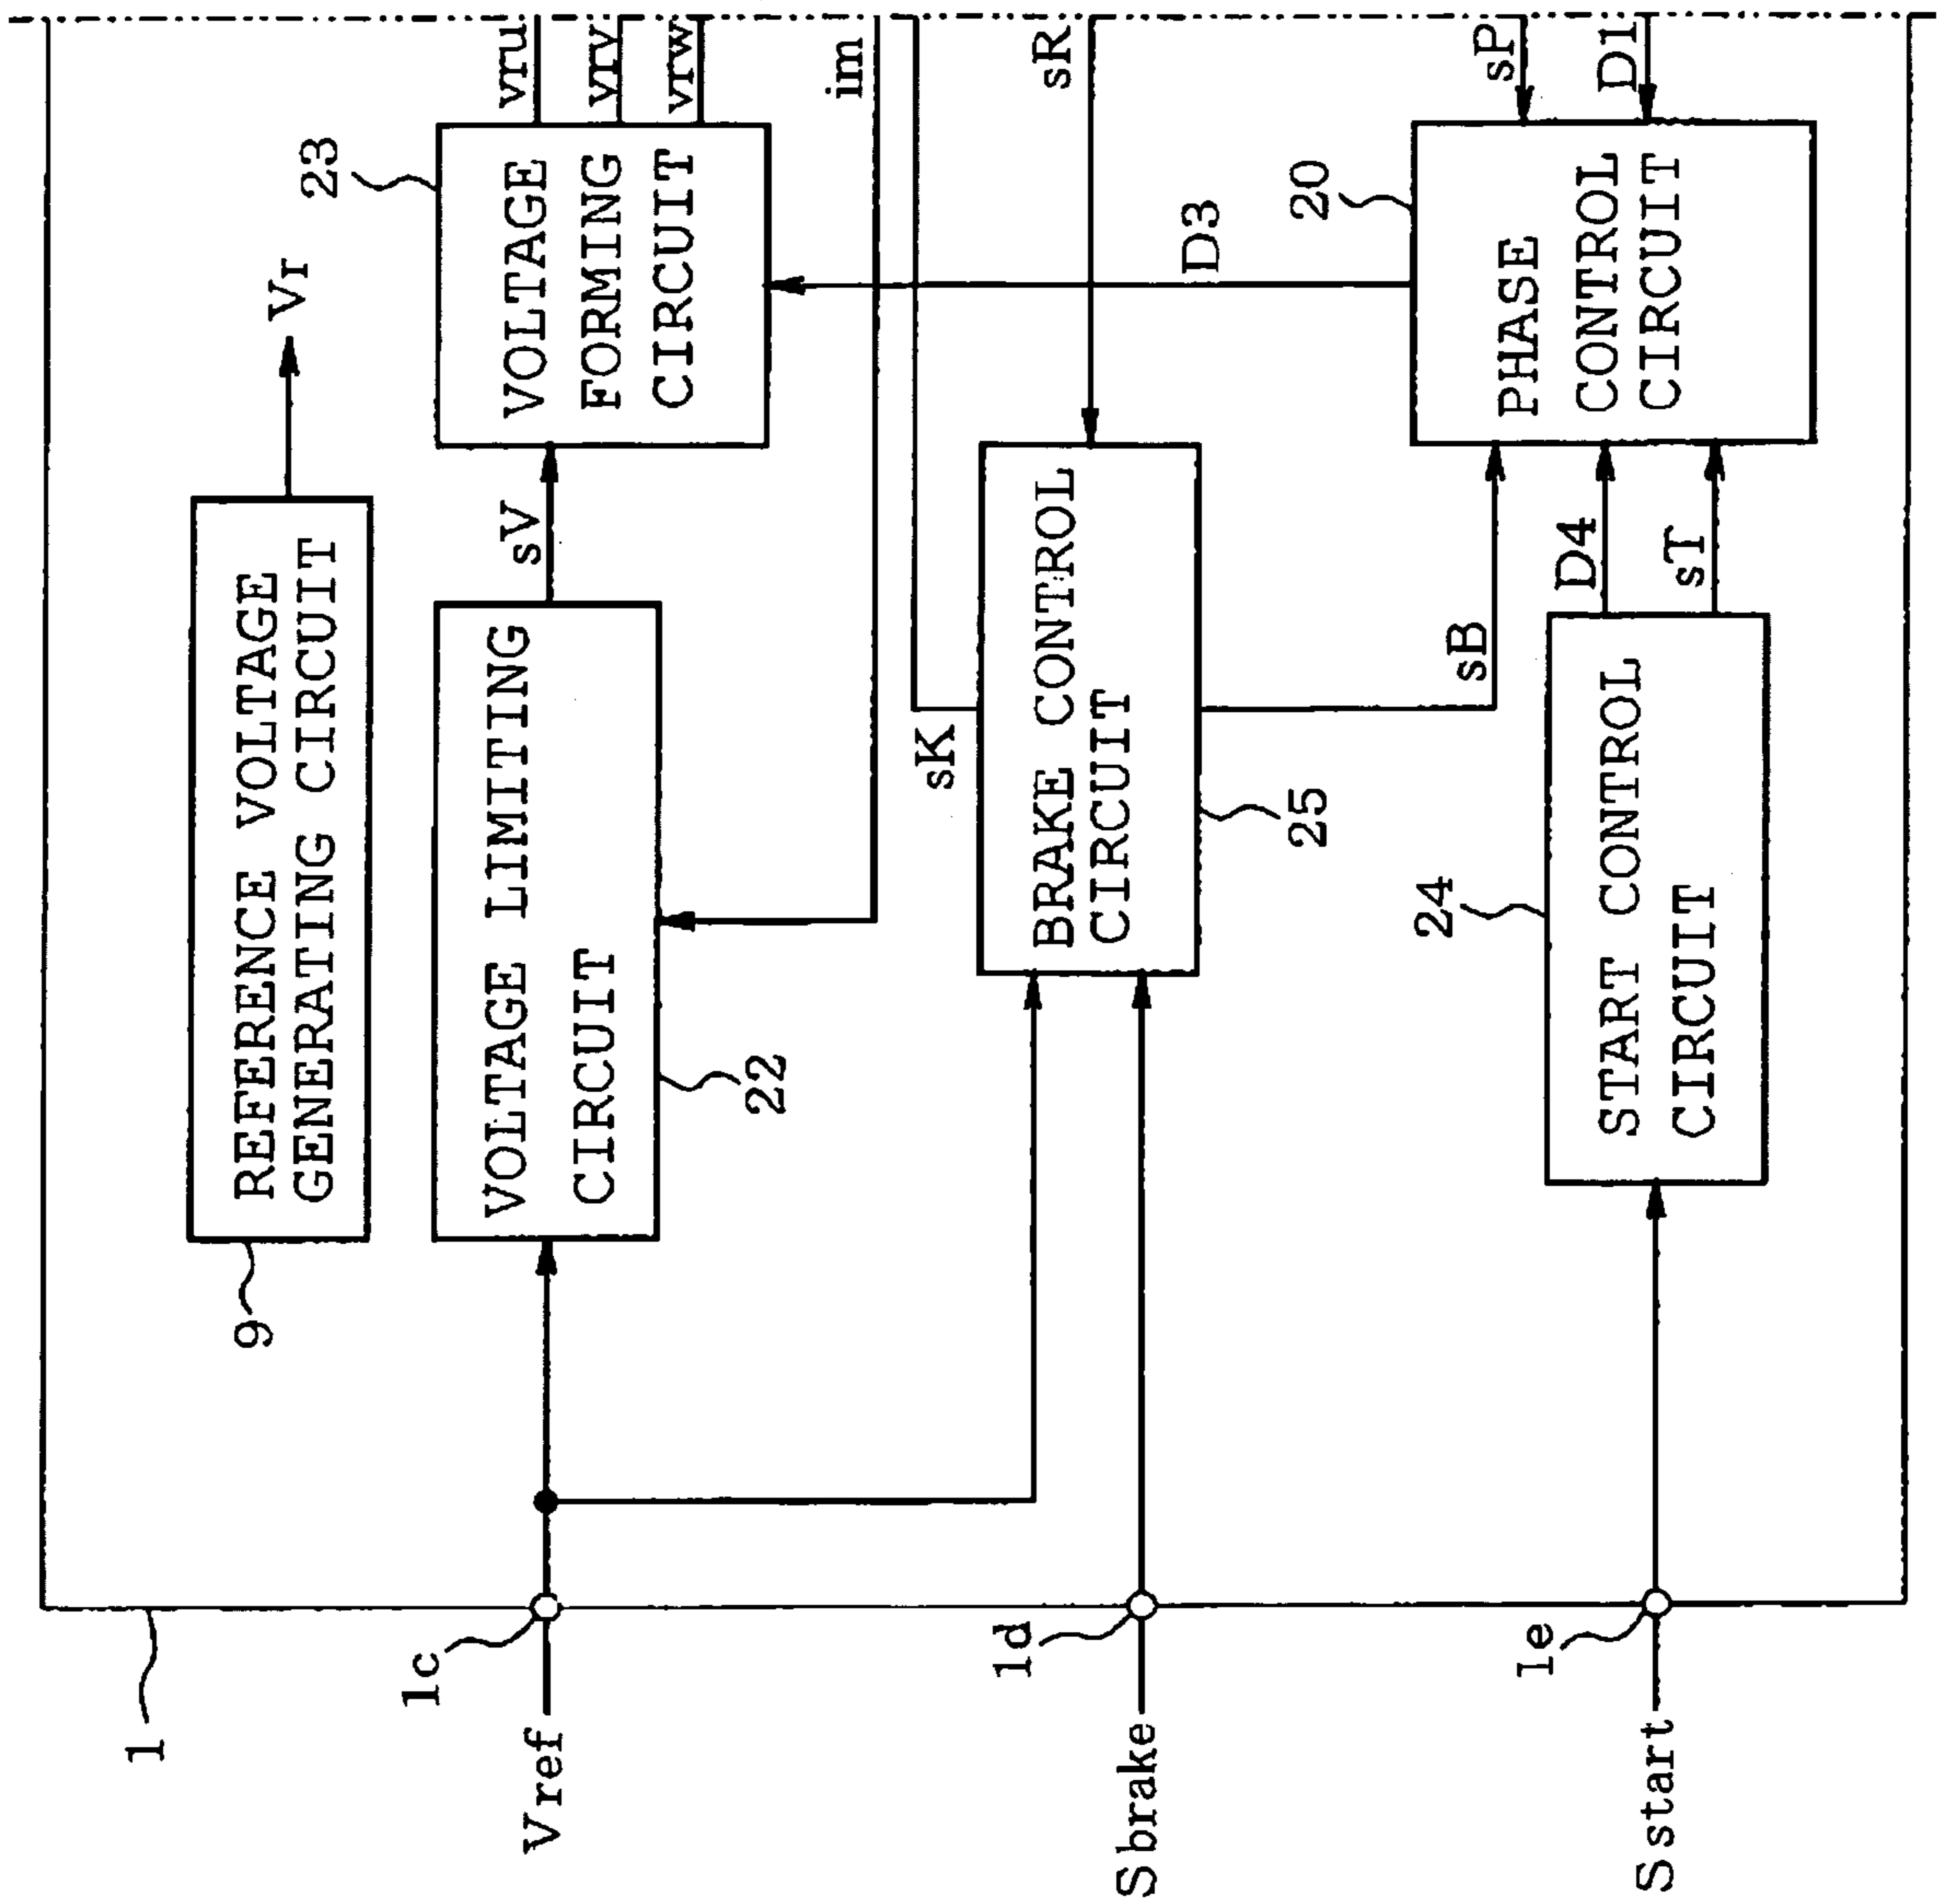 1
9
REFERENCE VOLTAGE
GENERATING CIRCUIT
Vr
Vref
1c
VOLTAGE LIMITING
CIRCUIT
22
sV
23
VOLTAGE
FORMING
CIRCUIT
vru
vrv
vrw
im
sK
sR
Sbrake
1d
BRAKE CONTROL
CIRCUIT
25
sB
D3
Sstart
1e
24
START CONTROL
CIRCUIT
D4
sT
20
PHASE
CONTROL
CIRCUIT
sP
D1